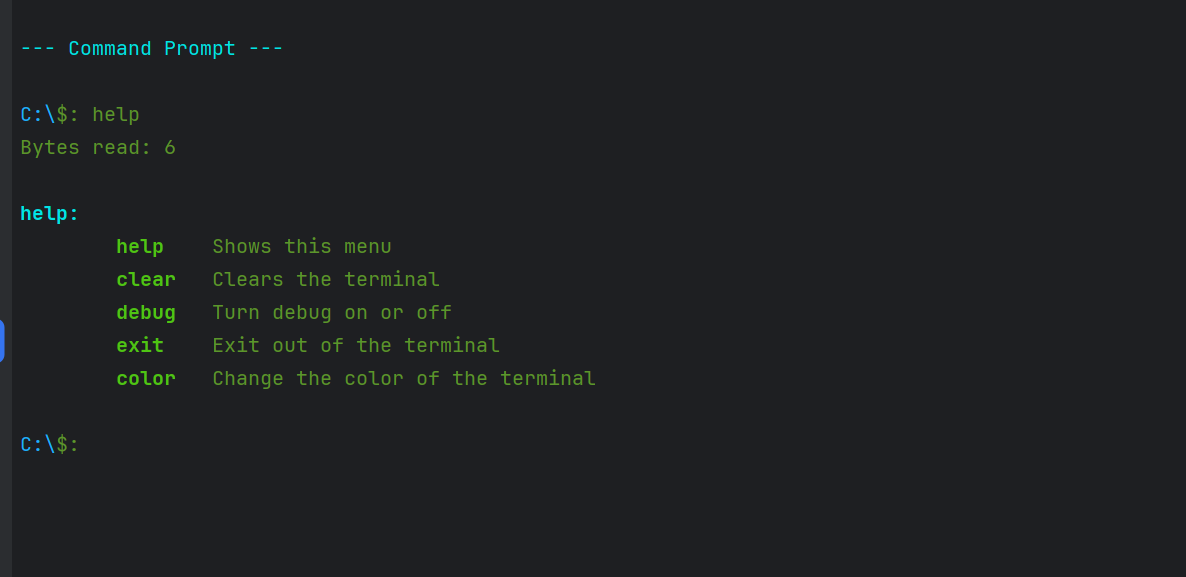 --- Command Prompt ---
C:\$: help
Bytes read: 6
help:
help Shows this menu
clear Clears the terminal
debug Turn debug on or off
exit Exit out of the terminal
color Change the color of the terminal
C:\$: